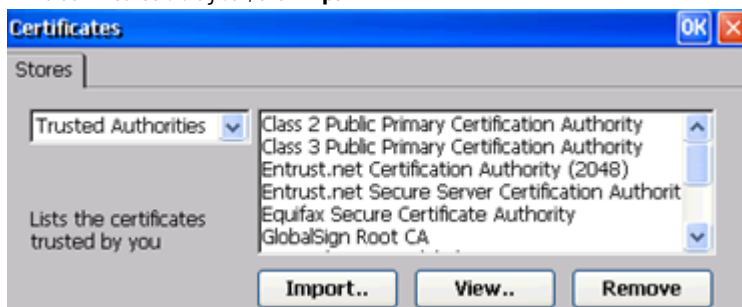 Certificates
OK
Stores
Trusted Authorities
Class 2 Public Primary Certification Authority
Class 3 Public Primary Certification Authority
Entrust.net Certification Authority (2048)
Entrust.net Secure Server Certification Authorit
Equifax Secure Certificate Authority
GlobalSign Root CA
Lists the certificates
trusted by you
Import..
View..
Remove